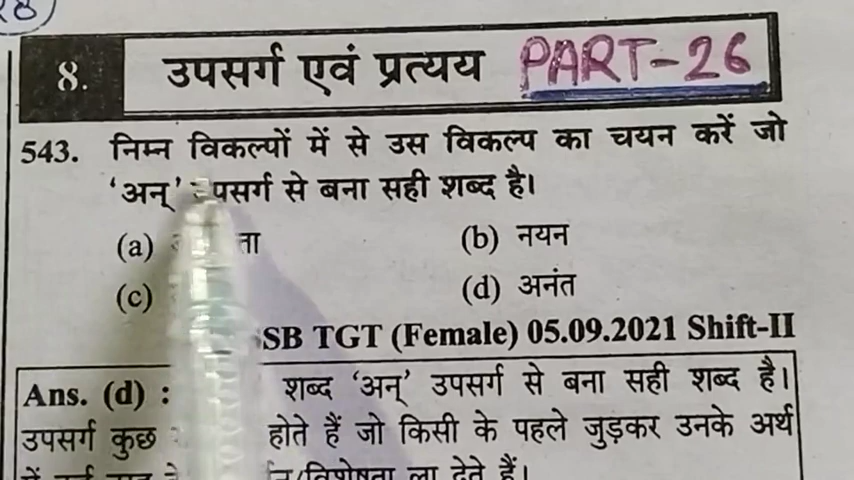 8. उपसर्ग एवं प्रत्यय PART-26
543. निम्न विकल्पों में से उस विकल्प का चयन करें जो
'अन्' उपसर्ग से बना सही शब्द है।
(a) (b) नयन
(c) (d) अनंत
SB TGT (Female) 05.09.2021 Shift-II
Ans. (d) : शब्द 'अन्' उपसर्ग से बना सही शब्द है।
उपसर्ग कुछ होते हैं जो किसी के पहले जुड़कर उनके अर्थ
ला देते हैं।